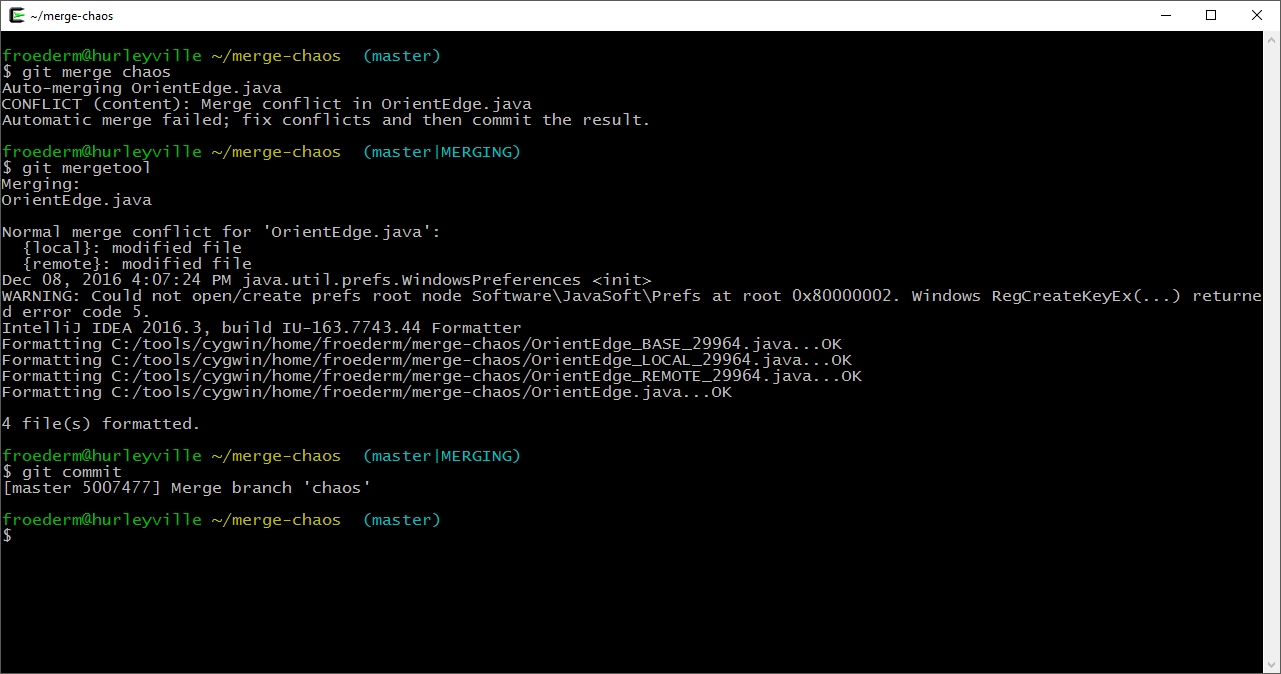 ~/merge-chaos
froederm@hurleyville ~/merge-chaos  (master)
$ git merge chaos
Auto-merging OrientEdge.java
CONFLICT (content): Merge conflict in OrientEdge.java
Automatic merge failed; fix conflicts and then commit the result.
froederm@hurleyville ~/merge-chaos  (master|MERGING)
$ git mergetool
Merging:
OrientEdge.java
Normal merge conflict for 'OrientEdge.java':
  {local}: modified file
  {remote}: modified file
Dec 08, 2016 4:07:24 PM java.util.prefs.WindowsPreferences <init>
WARNING: Could not open/create prefs root node Software\JavaSoft\Prefs at root 0x80000002. Windows RegCreateKeyEx(...) returne
d error code 5.
IntelliJ IDEA 2016.3, build IU-163.7743.44 Formatter
Formatting C:/tools/cygwin/home/froederm/merge-chaos/OrientEdge_BASE_29964.java...OK
Formatting C:/tools/cygwin/home/froederm/merge-chaos/OrientEdge_LOCAL_29964.java...OK
Formatting C:/tools/cygwin/home/froederm/merge-chaos/OrientEdge_REMOTE_29964.java...OK
Formatting C:/tools/cygwin/home/froederm/merge-chaos/OrientEdge.java...OK
4 file(s) formatted.
froederm@hurleyville ~/merge-chaos  (master|MERGING)
$ git commit
[master 5007477] Merge branch 'chaos'
froederm@hurleyville ~/merge-chaos  (master)
$